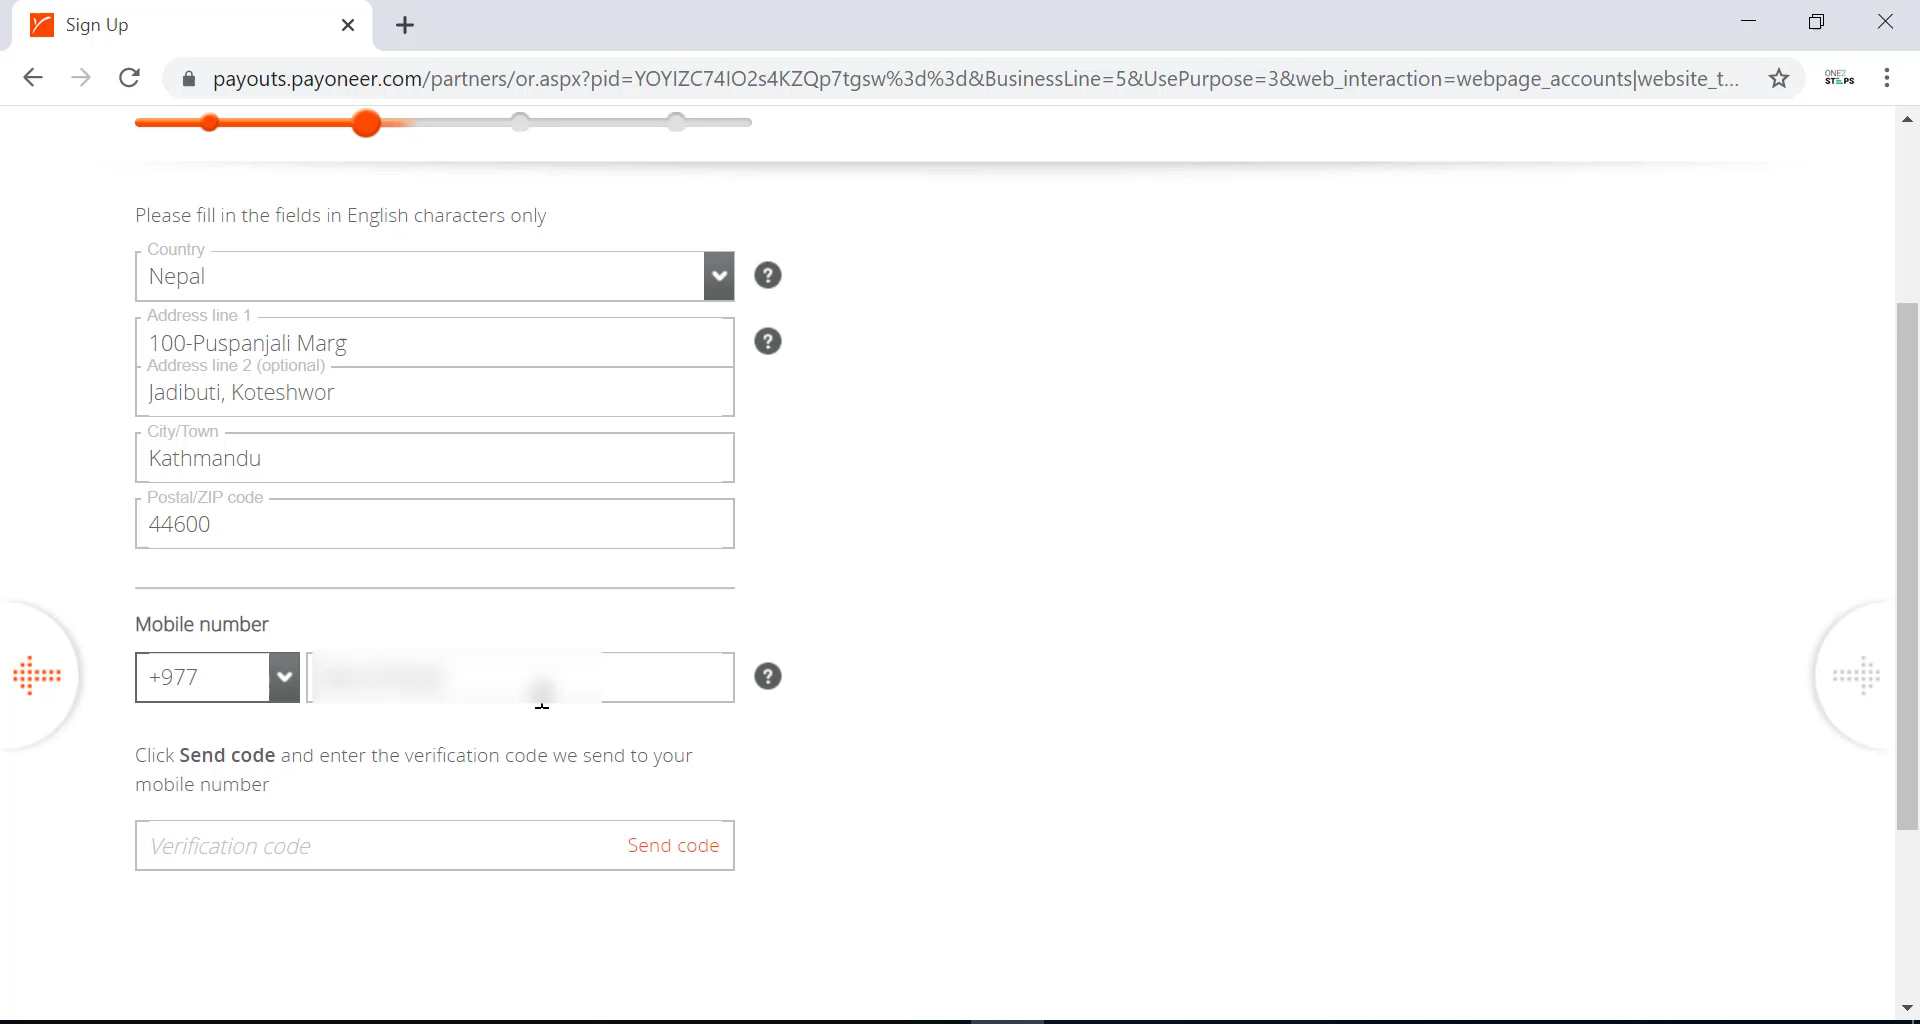 Sign Up
payouts.payoneer.com/partners/or.aspx?pid=YOYIZC74IO2s4KZQp7tgsw%3d%3d&BusinessLine=5&UsePurpose=3&web_interaction=webpage_accounts|website_t...
ONE2
STEPS
Please fill in the fields in English characters only
Country
Nepal
?
Address line 1
100-Puspanjali Marg
?
Address line 2 (optional)
Jadibuti, Koteshwor
City/Town
Kathmandu
Postal/ZIP code
44600
Mobile number
+977
?
Click Send code and enter the verification code we send to your
mobile number
Verification code
Send code